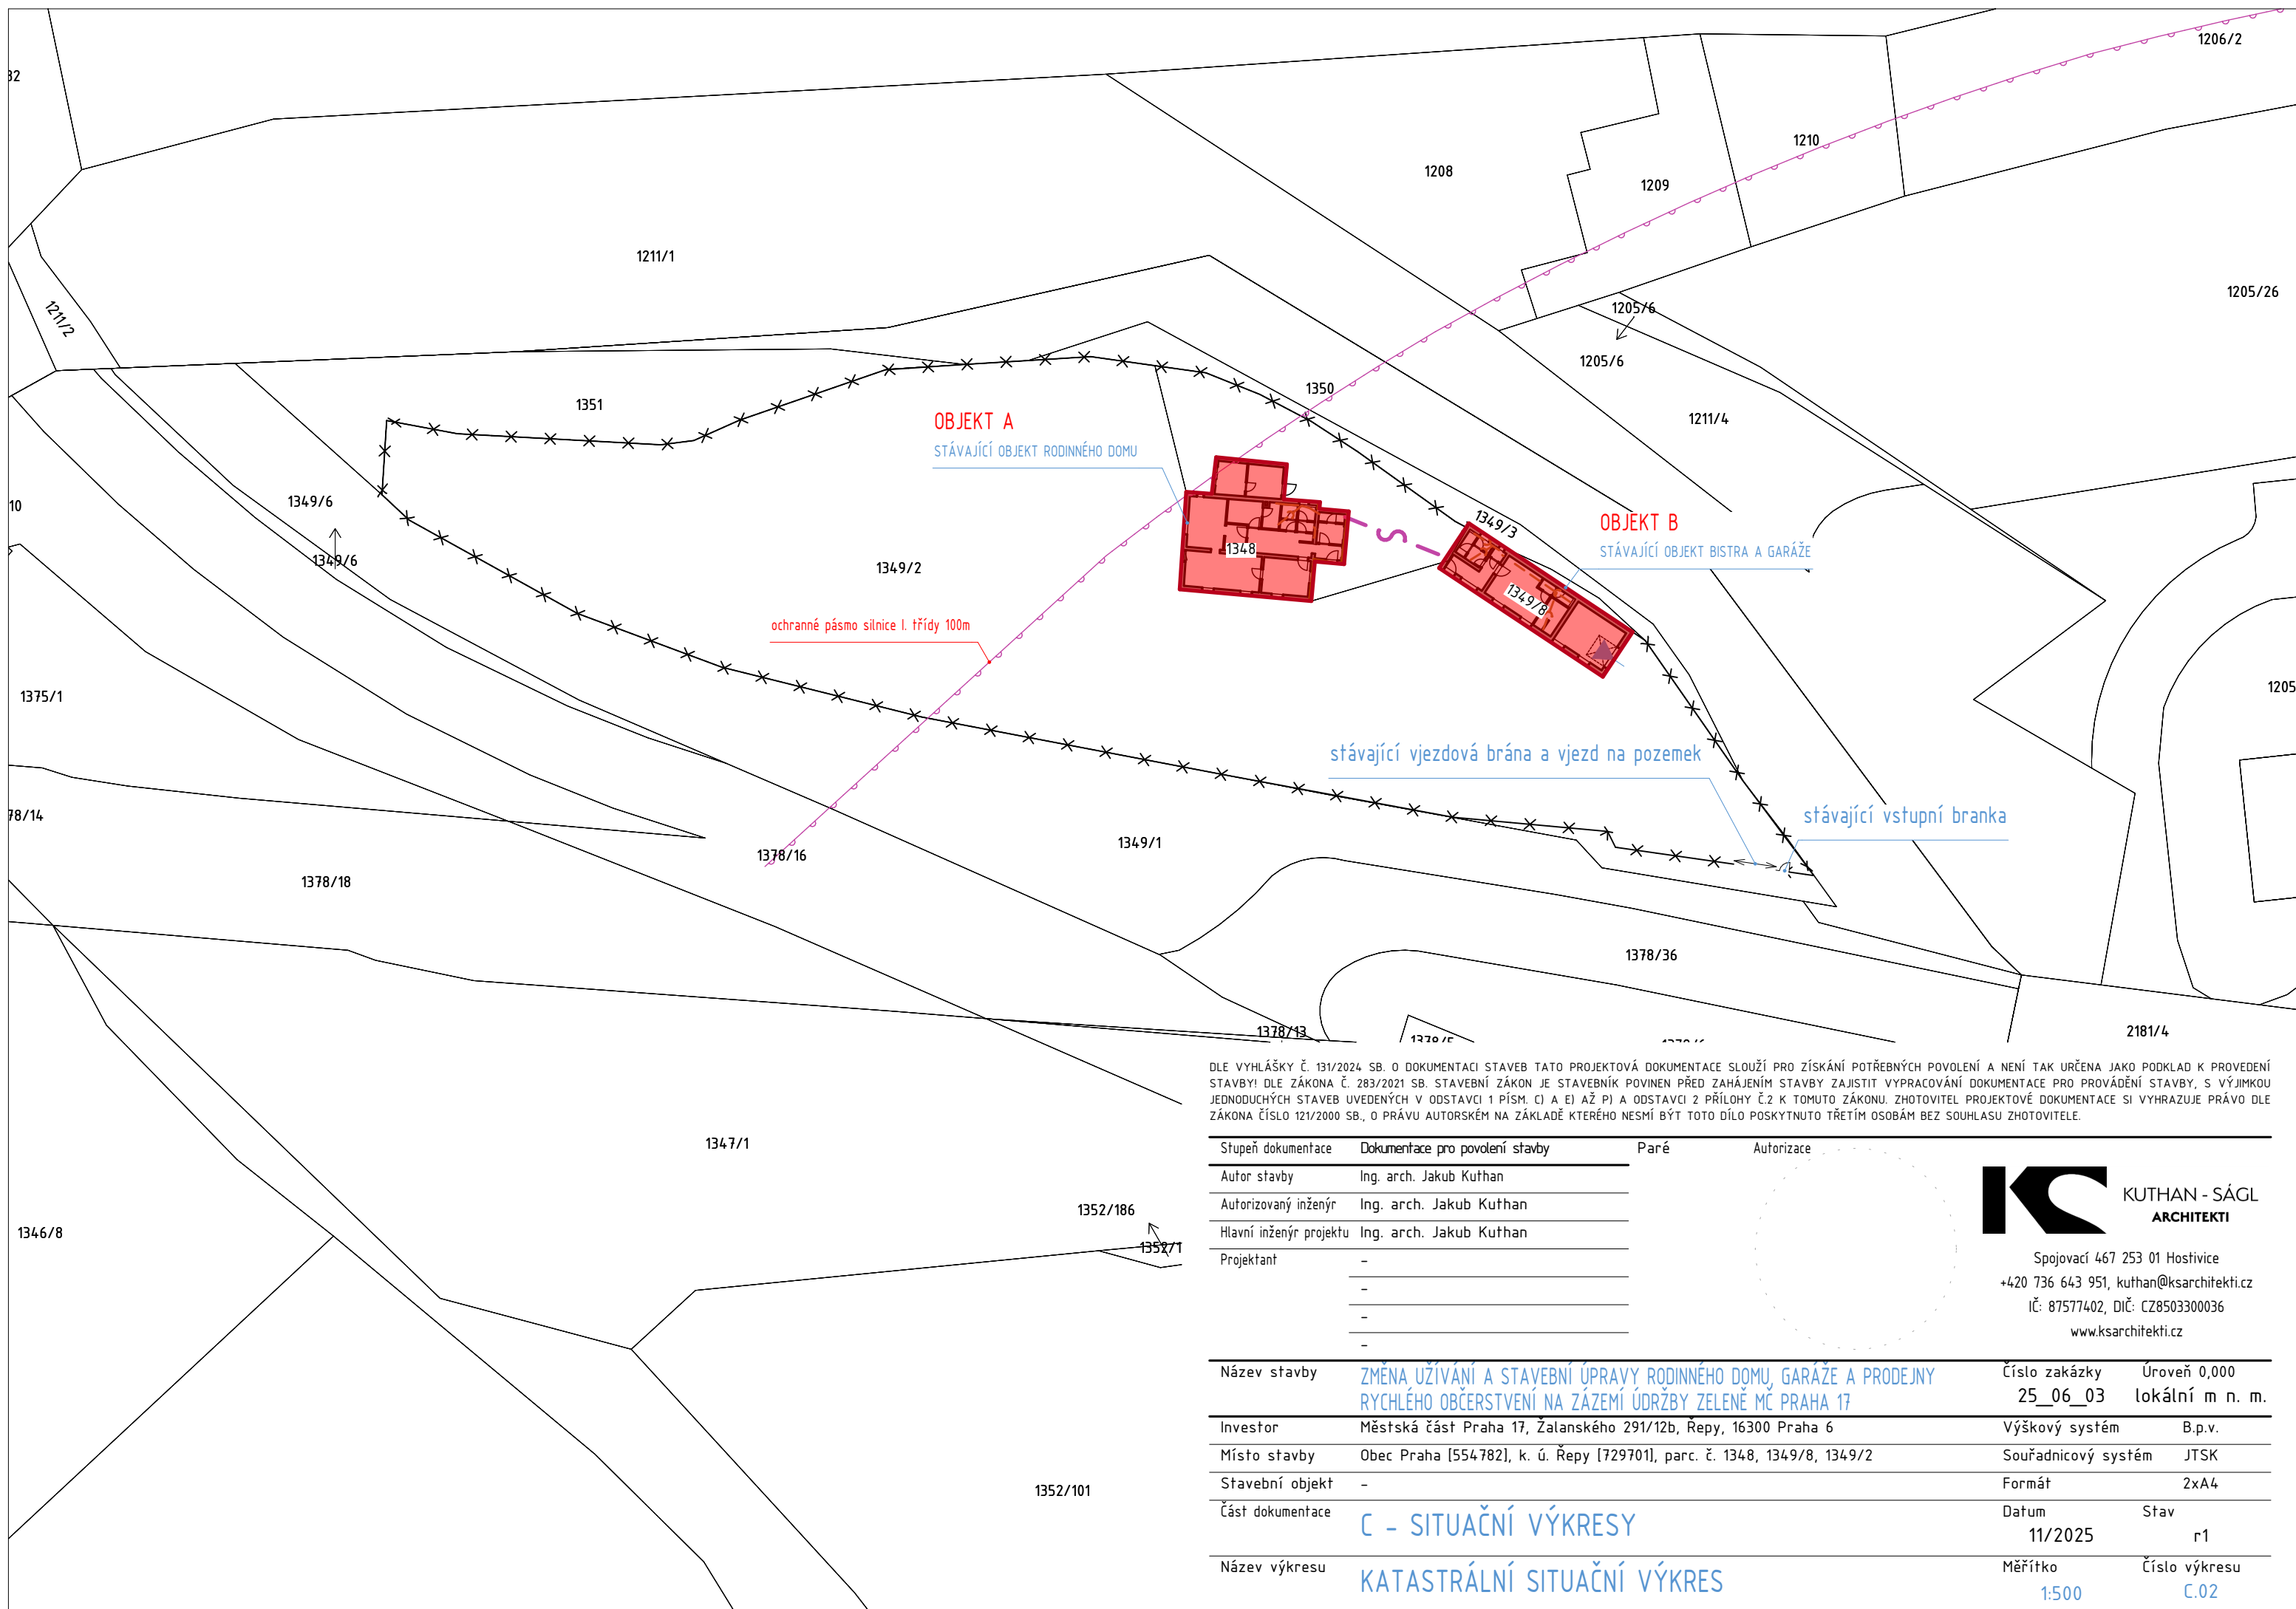 32
1206/2
1210
1208
1209
1211/1
1205/26
1211/2
1205/6
1205/6
1350
1351
1211/4
OBJEKT A
STÁVAJÍCÍ OBJEKT RODINNÉHO DOMU
1349/6
10
1349/3
OBJEKT B
STÁVAJÍCÍ OBJEKT BISTRA A GARÁŽE
1348
1349/6
1349/2
1349/8
ochranné pásmo silnice I. třídy 100m
1375/1
1205
stávající vjezdová brána a vjezd na pozemek
78/14
stávající vstupní branka
1349/1
1378/16
1378/18
1378/36
1378/13
2181/4
DLE VYHLÁŠKY Č. 131/2024 SB. O DOKUMENTACI STAVEB TATO PROJEKTOVÁ DOKUMENTACE SLOUŽÍ PRO ZÍSKÁNÍ POTŘEBNÝCH POVOLENÍ A NENÍ TAK URČENA JAKO PODKLAD K PROVEDENÍ
STAVBY! DLE ZÁKONA Č. 283/2021 SB. STAVEBNÍ ZÁKON JE STAVEBNÍK POVINEN PŘED ZAHÁJENÍM STAVBY ZAJISTIT VYPRACOVÁNÍ DOKUMENTACE PRO PROVÁDĚNÍ STAVBY, S VÝJIMKOU
JEDNODUCHÝCH STAVEB UVEDENÝCH V ODSTAVCI 1 PÍSM. C) A E) AŽ P) A ODSTAVCI 2 PŘÍLOHY Č.2 K TOMUTO ZÁKONU. ZHOTOVITEL PROJEKTOVÉ DOKUMENTACE SI VYHRAZUJE PRÁVO DLE
ZÁKONA ČÍSLO 121/2000 SB., O PRÁVU AUTORSKÉM NA ZÁKLADĚ KTERÉHO NESMÍ BÝT TOTO DÍLO POSKYTNUTO TŘETÍM OSOBÁM BEZ SOUHLASU ZHOTOVITELE.
1347/1
1352/186
1352/1
1346/8
1352/101
Stupeň dokumentace Dokumentace pro povolení stavby Paré Autorizace
Autor stavby Ing. arch. Jakub Kuthan
Autorizovaný inženýr Ing. arch. Jakub Kuthan
Hlavní inženýr projektu Ing. arch. Jakub Kuthan
Projektant -
-
-
-
KUTHAN - SÁGL
ARCHITEKTI
Spojovací 467 253 01 Hostivice
+420 736 643 951, kuthan@ksarchitekti.cz
IČ: 87577402, DIČ: CZ8503300036
www.ksarchitekti.cz
Název stavby ZMĚNA UŽÍVÁNÍ A STAVEBNÍ ÚPRAVY RODINNÉHO DOMU, GARÁŽE A PRODEJNY
RYCHLÉHO OBČERSTVENÍ NA ZÁZEMÍ ÚDRŽBY ZELENĚ MČ PRAHA 17
Číslo zakázky Úroveň 0,000
25_06_03 lokální m n. m.
Investor Městská část Praha 17, Žalanského 291/12b, Řepy, 16300 Praha 6
Výškový systém B.p.v.
Místo stavby Obec Praha [554782], k. ú. Řepy [729701], parc. č. 1348, 1349/8, 1349/2
Souřadnicový systém JTSK
Stavební objekt -
Formát 2xA4
Část dokumentace C - SITUAČNÍ VÝKRESY
Datum Stav
11/2025 r1
Název výkresu KATASTRÁLNÍ SITUAČNÍ VÝKRES
Měřítko Číslo výkresu
1:500 C.02